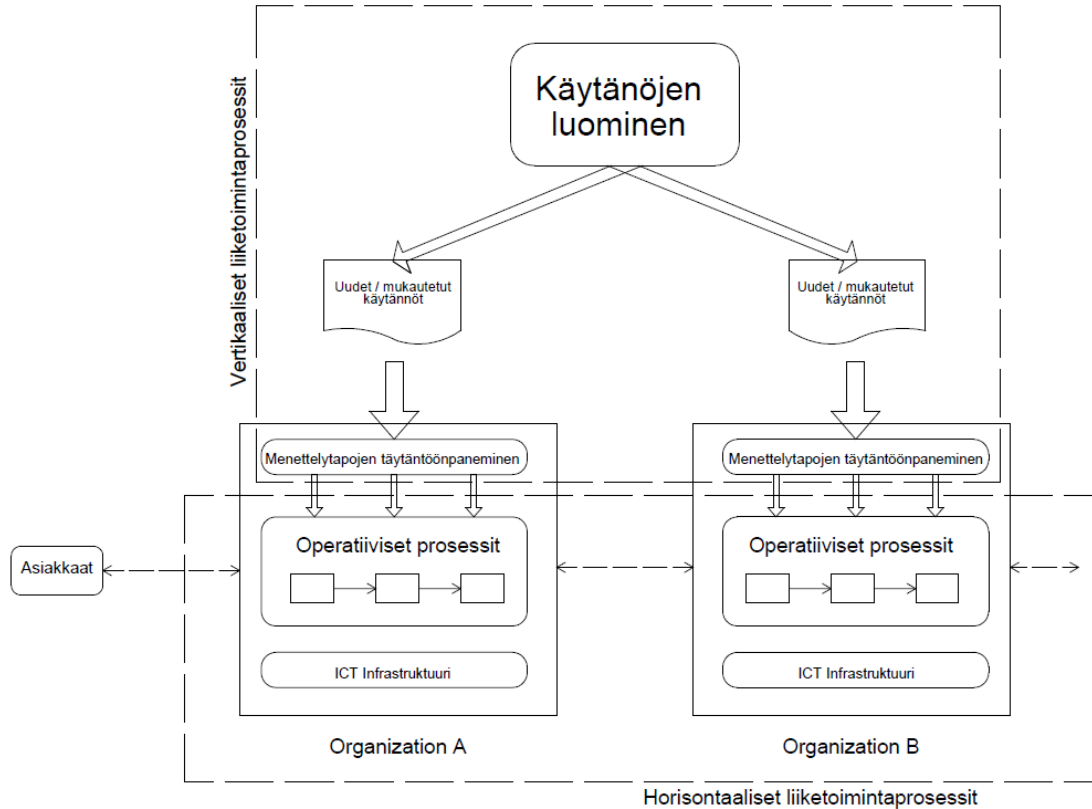 Käytänöjen
luominen
Vertikaaliset liiketoimintaprosessit
Uudet / mukautetut
käytännöt
Uudet / mukautetut
käytännöt
Menettelytapojen täytäntöönpaneminen
Menettelytapojen täytäntöönpaneminen
Asiakkaat
Operatiiviset prosessit
Operatiiviset prosessit
ICT Infrastruktuuri
ICT Infrastruktuuri
Organization A
Organization B
Horisontaaliset liiketoimintaprosessit